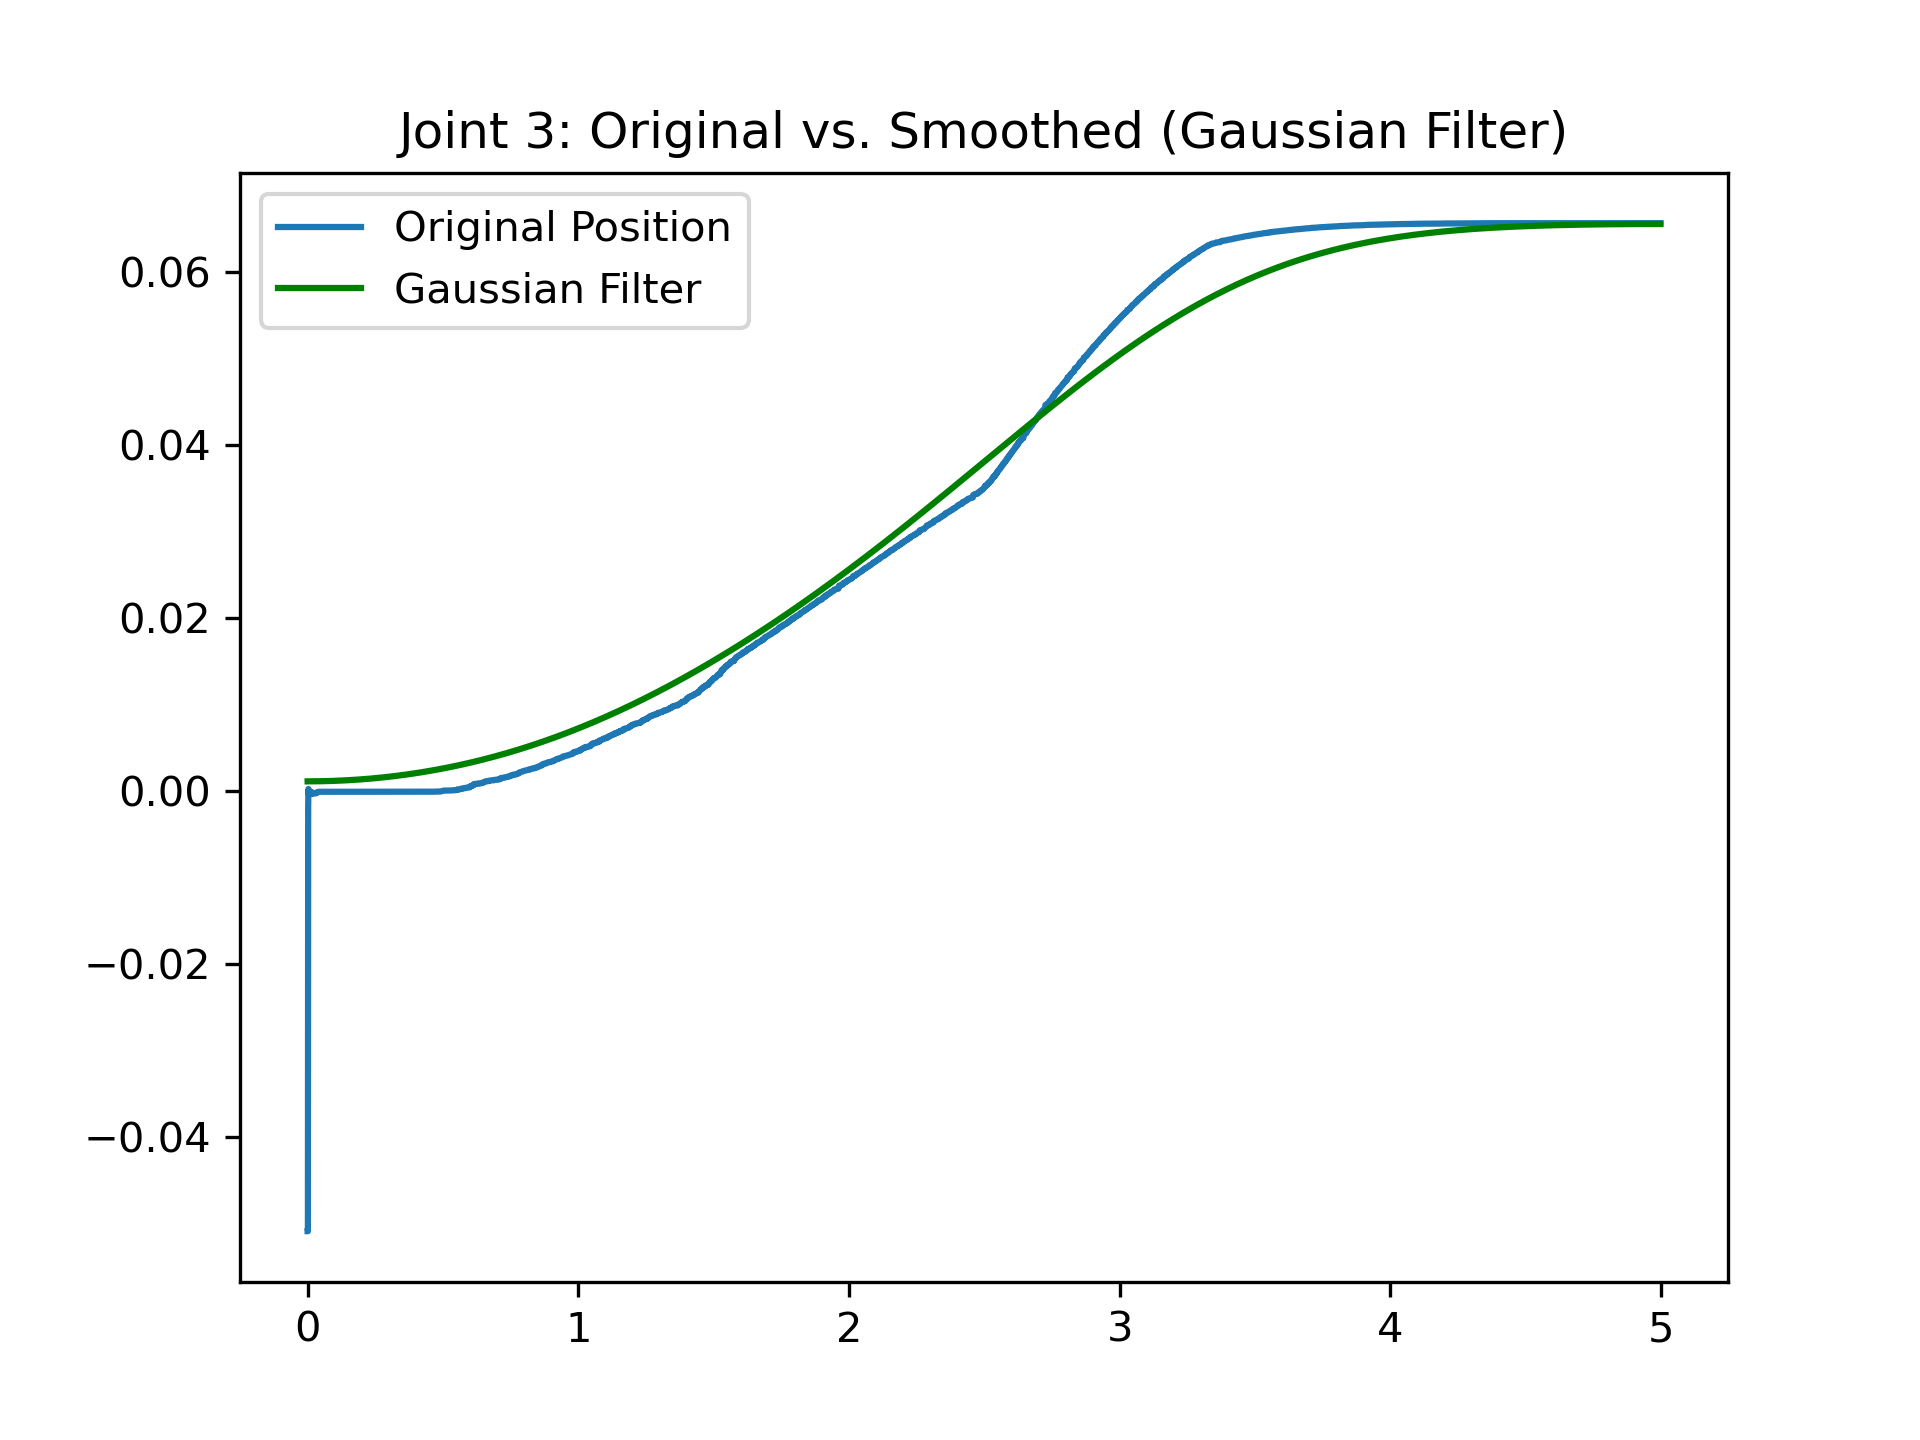 Joint 3: Original vs. Smoothed (Gaussian Filter)
Original Position
Gaussian Filter
0.06
0.04
0.02
0.00
−0.02
−0.04
0 1 2 3 4 5